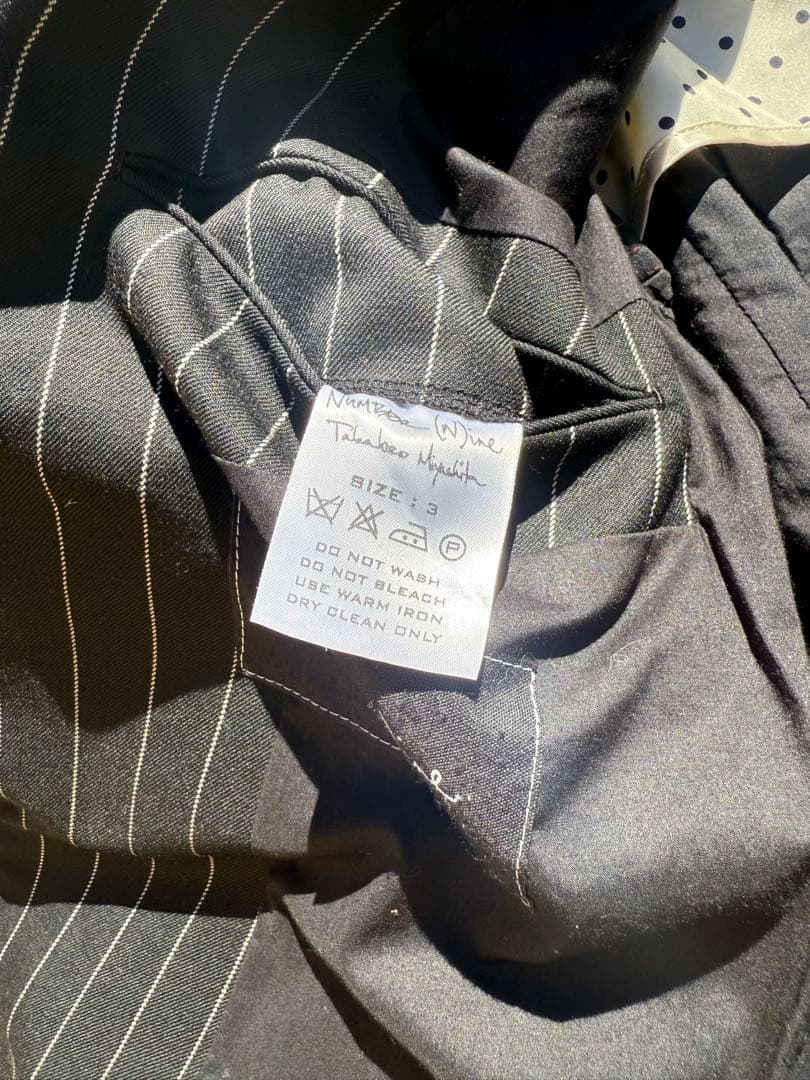 NUMBER (N)ine
Takahiro Miyashita
SIZE : 3
P
DO NOT WASH
DO NOT BLEACH
USE WARM IRON
DRY CLEAN ONLY